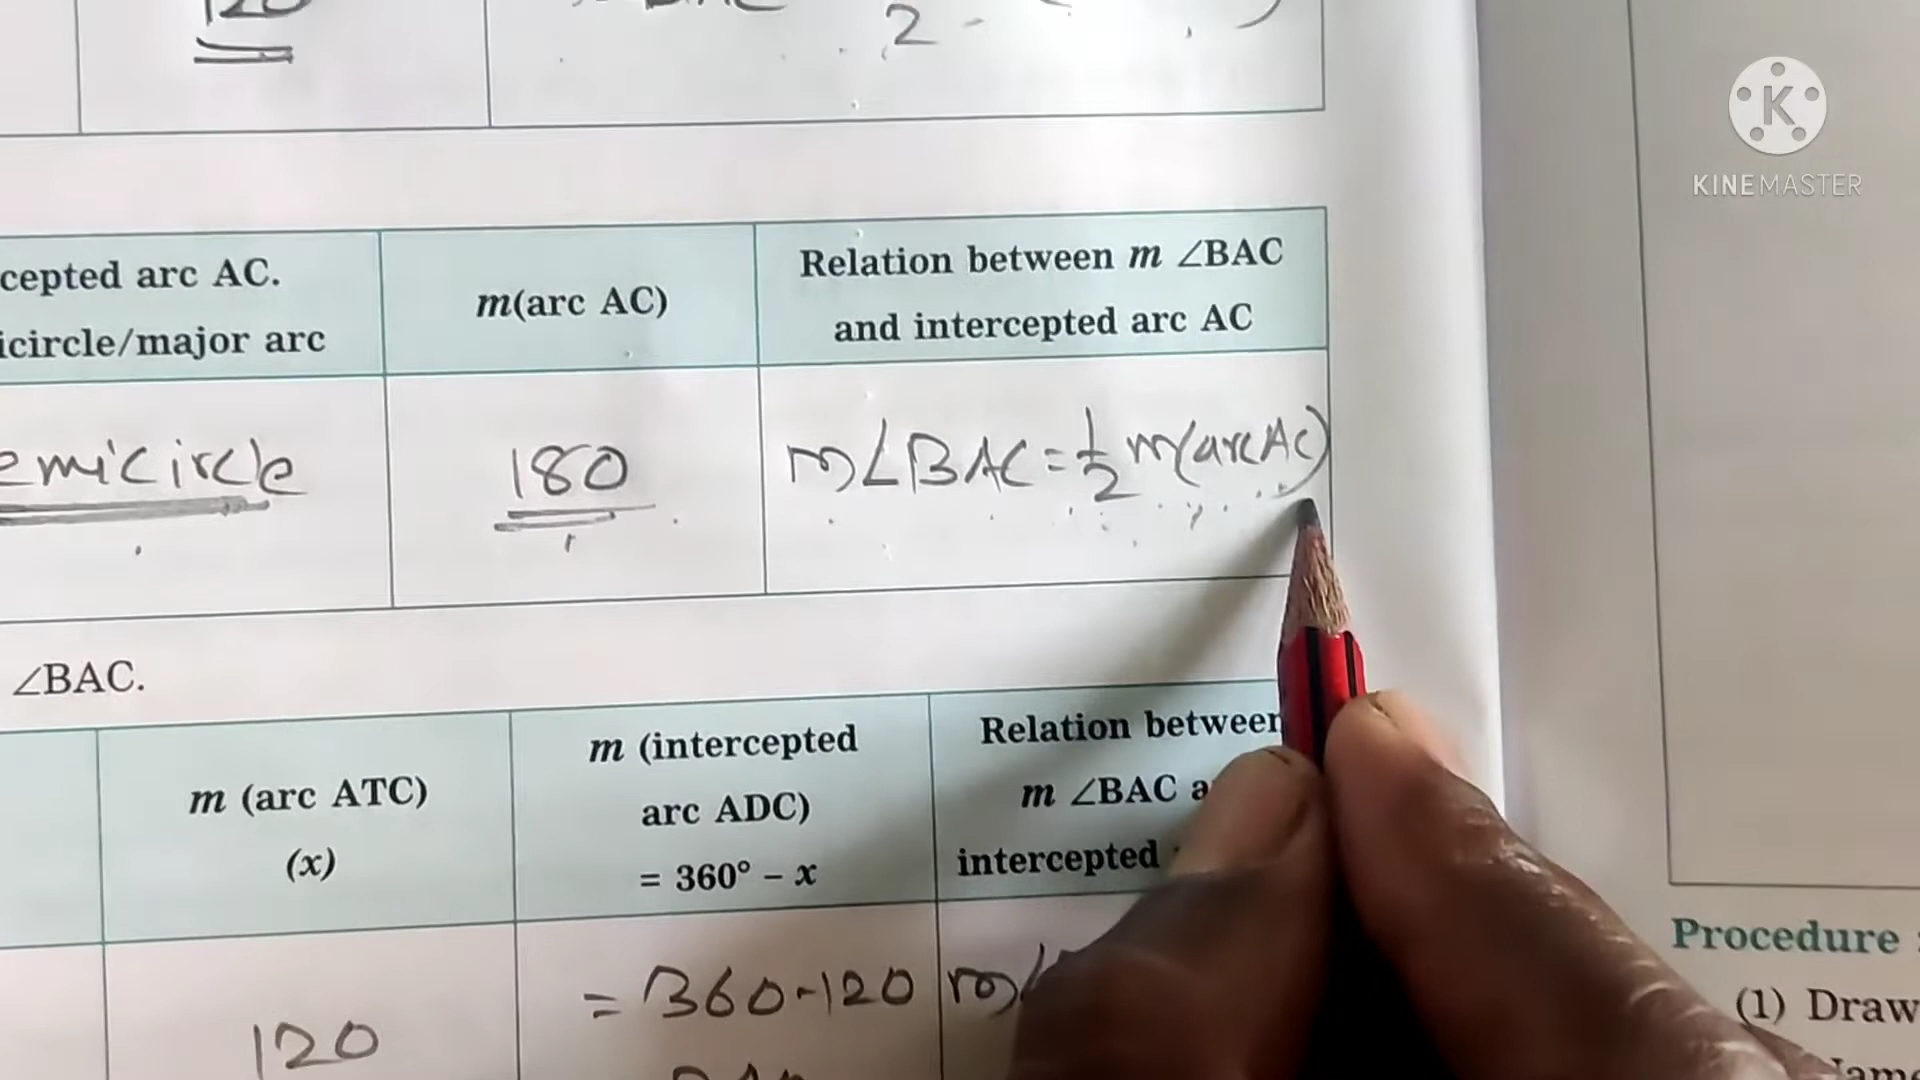 120
2
KINEMASTER
cepted arc AC.
icircle/major arc
m(arc AC)
Relation between m ∠BAC
and intercepted arc AC
emicircle
180
m∠BAC = 1/2 m(arc AC)
∠BAC.
m (arc ATC)
(x)
m (intercepted
arc ADC)
= 360° – x
Relation between
m ∠BAC a
intercepted
120
= 360-120
m∠
Procedure :
(1) Draw